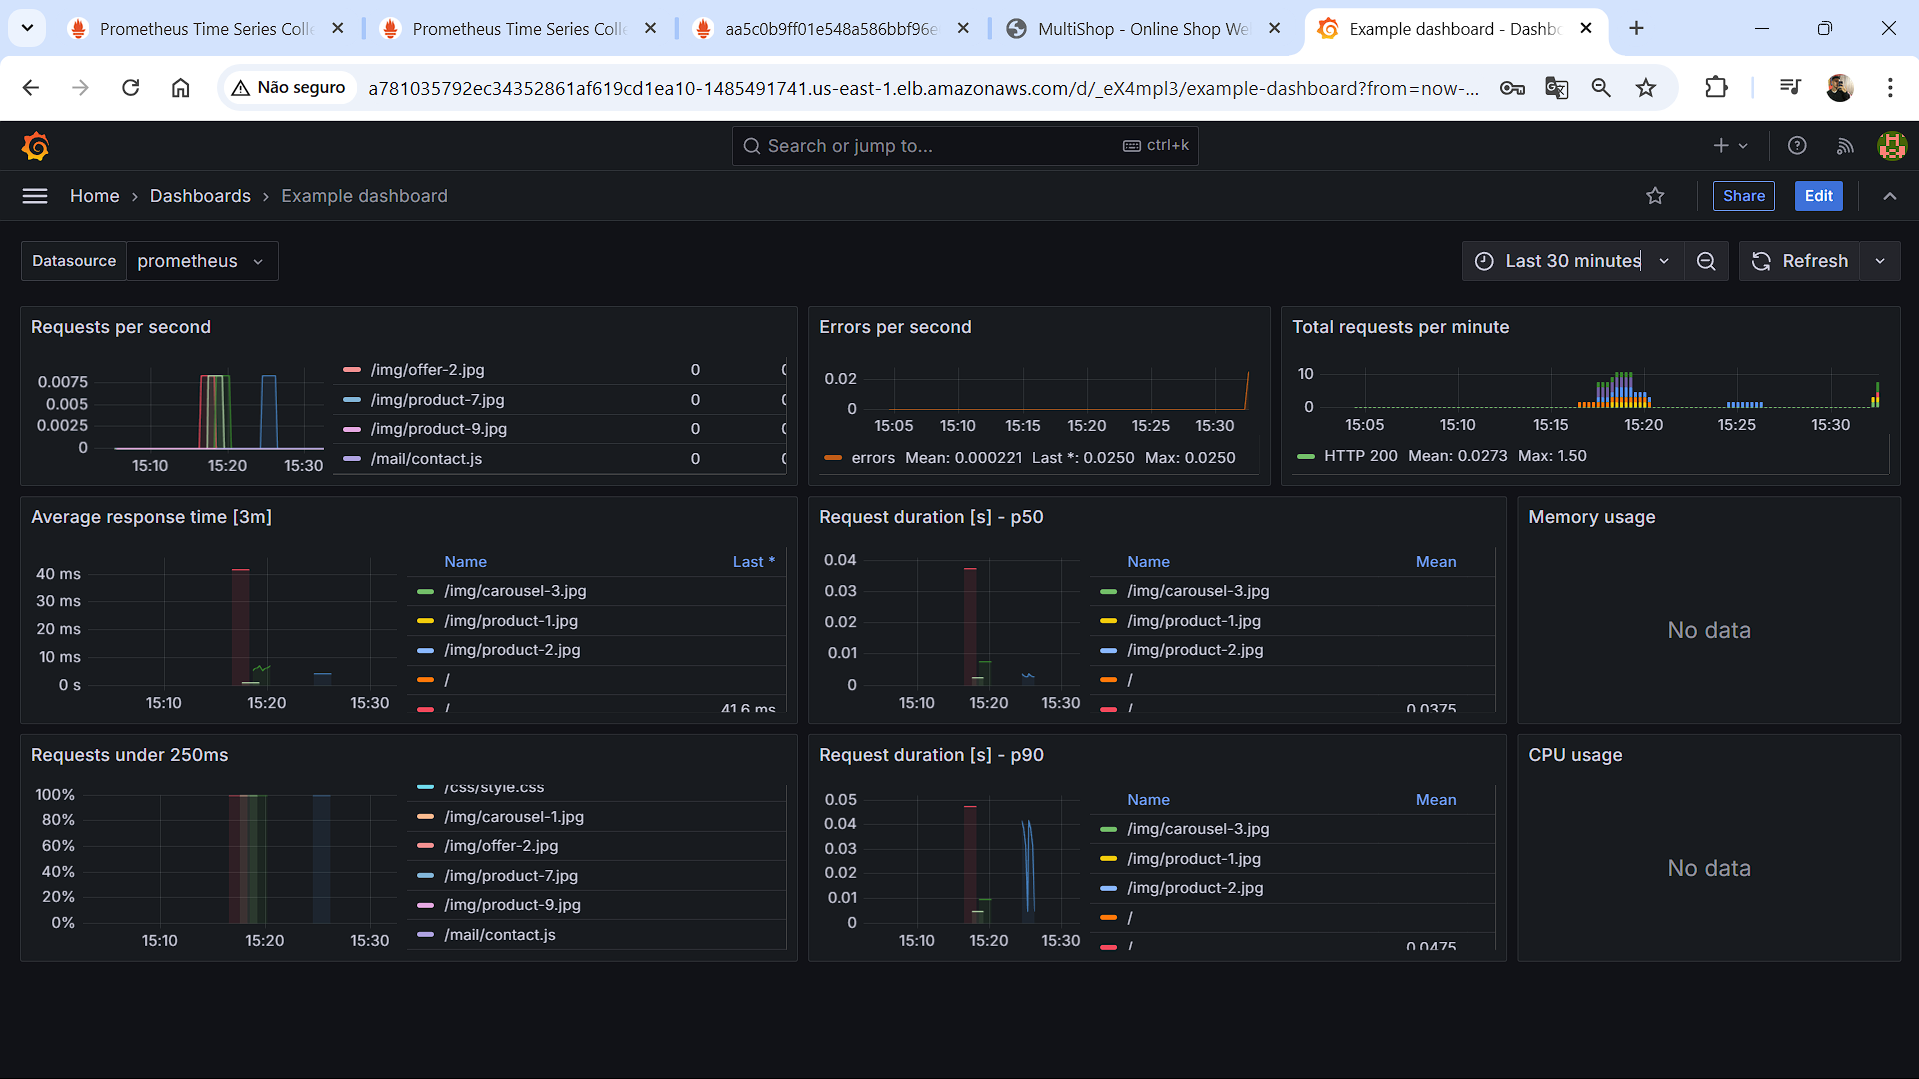 Prometheus Time Series Colle
Prometheus Time Series Colle
aa5c0b9ff01e548a586bbf96e
MultiShop - Online Shop We
Example dashboard - Dashbo
Não seguro
a781035792ec34352861af619cd1ea10-1485491741.us-east-1.elb.amazonaws.com/d/_eX4mpl3/example-dashboard?from=now-...
Search or jump to...
ctrl+k
Home › Dashboards › Example dashboard
Share
Edit
Datasource
prometheus
Last 30 minutes
Refresh
Requests per second
0.0075
0.005
0.0025
0
15:10 15:20 15:30
/img/offer-2.jpg 0
/img/product-7.jpg 0
/img/product-9.jpg 0
/mail/contact.js 0
Errors per second
0.02
0
15:05 15:10 15:15 15:20 15:25 15:30
errors Mean: 0.000221 Last *: 0.0250 Max: 0.0250
Total requests per minute
10
0
15:05 15:10 15:15 15:20 15:25 15:30
HTTP 200 Mean: 0.0273 Max: 1.50
Average response time [3m]
40 ms
30 ms
20 ms
10 ms
0 s
15:10 15:20 15:30
Name Last *
/img/carousel-3.jpg
/img/product-1.jpg
/img/product-2.jpg
/
/ 41.6 ms
Request duration [s] - p50
0.04
0.03
0.02
0.01
0
15:10 15:20 15:30
Name Mean
/img/carousel-3.jpg
/img/product-1.jpg
/img/product-2.jpg
/
/ 0.0375
Memory usage
No data
Requests under 250ms
100%
80%
60%
40%
20%
0%
15:10 15:20 15:30
/css/style.css
/img/carousel-1.jpg
/img/offer-2.jpg
/img/product-7.jpg
/img/product-9.jpg
/mail/contact.js
Request duration [s] - p90
0.05
0.04
0.03
0.02
0.01
0
15:10 15:20 15:30
Name Mean
/img/carousel-3.jpg
/img/product-1.jpg
/img/product-2.jpg
/
/ 0.0475
CPU usage
No data